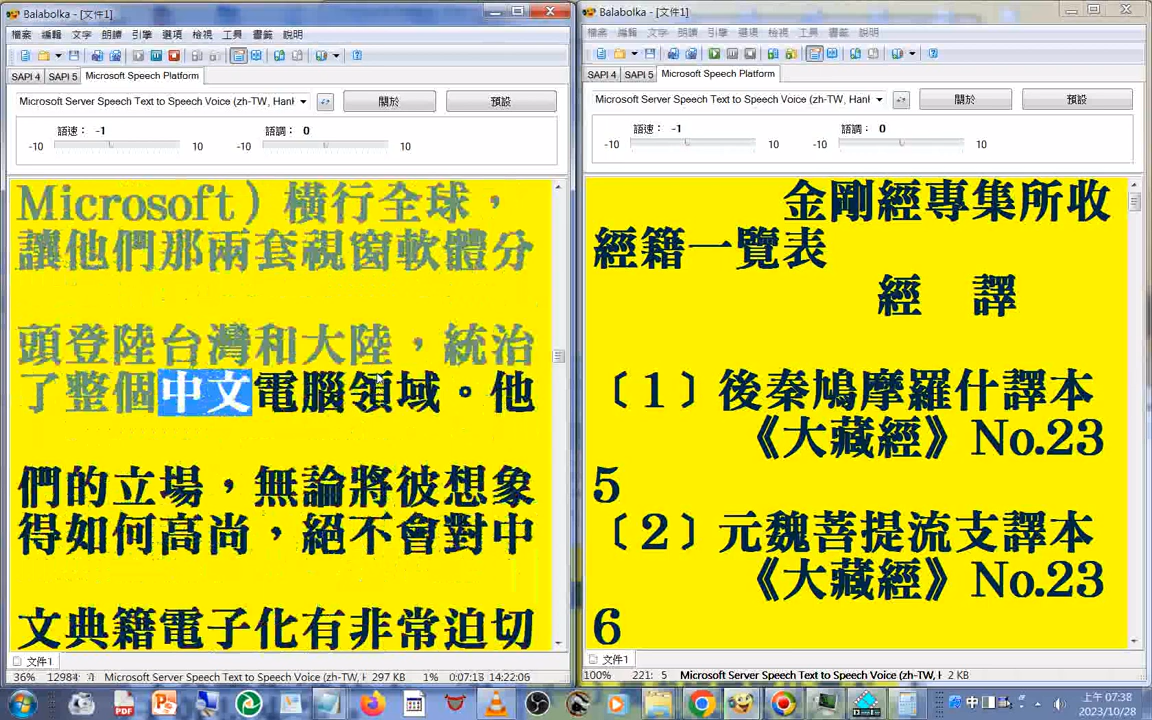 Balabolka - [文件1]
檔案 編輯 文字 朗讀 引擎 選項 檢視 工具 書籤 說明
SAPI 4 SAPI 5 Microsoft Speech Platform
Microsoft Server Speech Text to Speech Voice (zh-TW, Hanl
關於 預設
語速： -1 語調： 0
-10 10 -10 10
Microsoft）橫行全球，
讓他們那兩套視窗軟體分
頭登陸台灣和大陸，統治
了整個中文電腦領域。他
們的立場，無論將彼想象
得如何高尚，絕不會對中
文典籍電子化有非常迫切
文件1
36% 12984: Microsoft Server Speech Text to Speech Voice (zh-TW, H 297 KB 1% 0:07:13 14:22:06
Balabolka - [文件1]
檔案 編輯 文字 朗讀 引擎 選項 檢視 工具 書籤 說明
SAPI 4 SAPI 5 Microsoft Speech Platform
Microsoft Server Speech Text to Speech Voice (zh-TW, Hanl
關於 預設
語速： -1 語調： 0
-10 10 -10 10
金剛經專集所收
經籍一覽表
經 譯
〔１〕後秦鳩摩羅什譯本
《大藏經》No.23
5
〔２〕元魏菩提流支譯本
《大藏經》No.23
6
文件1
100% 221: 5 Microsoft Server Speech Text to Speech Voice (zh-TW, H 2 KB
中
上午 07:38
2023/10/28